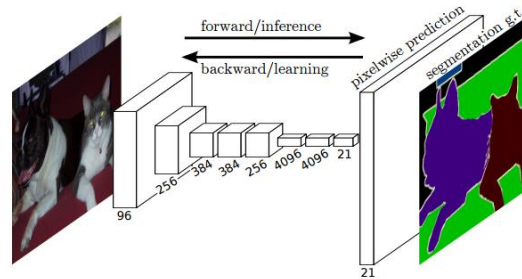 forward/inference
backward/learning
pixelwise prediction
segmentation g.t.
96
256
384
384
256
4096
4096
21
21